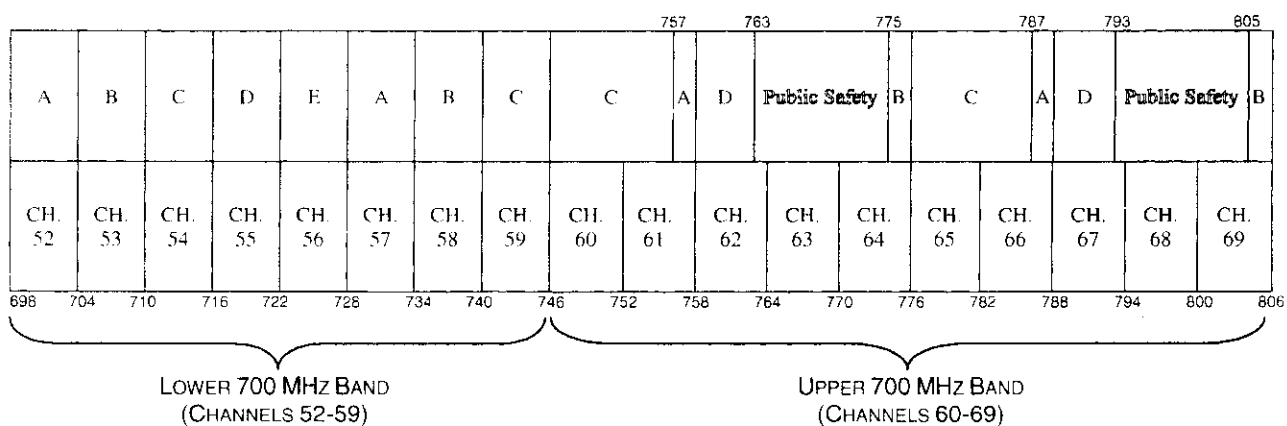 757 763 775 787 793 805
A B C D E A B C C A D Public Safety B C A D Public Safety B
CH. CH. CH. CH. CH. CH. CH. CH. CH. CH. CH. CH. CH. CH. CH. CH. CH. CH.
52 53 54 55 56 57 58 59 60 61 62 63 64 65 66 67 68 69
698 704 710 716 722 728 734 740 746 752 758 764 770 776 782 788 794 800 806
LOWER 700 MHZ BAND
(CHANNELS 52-59)
UPPER 700 MHZ BAND
(CHANNELS 60-69)